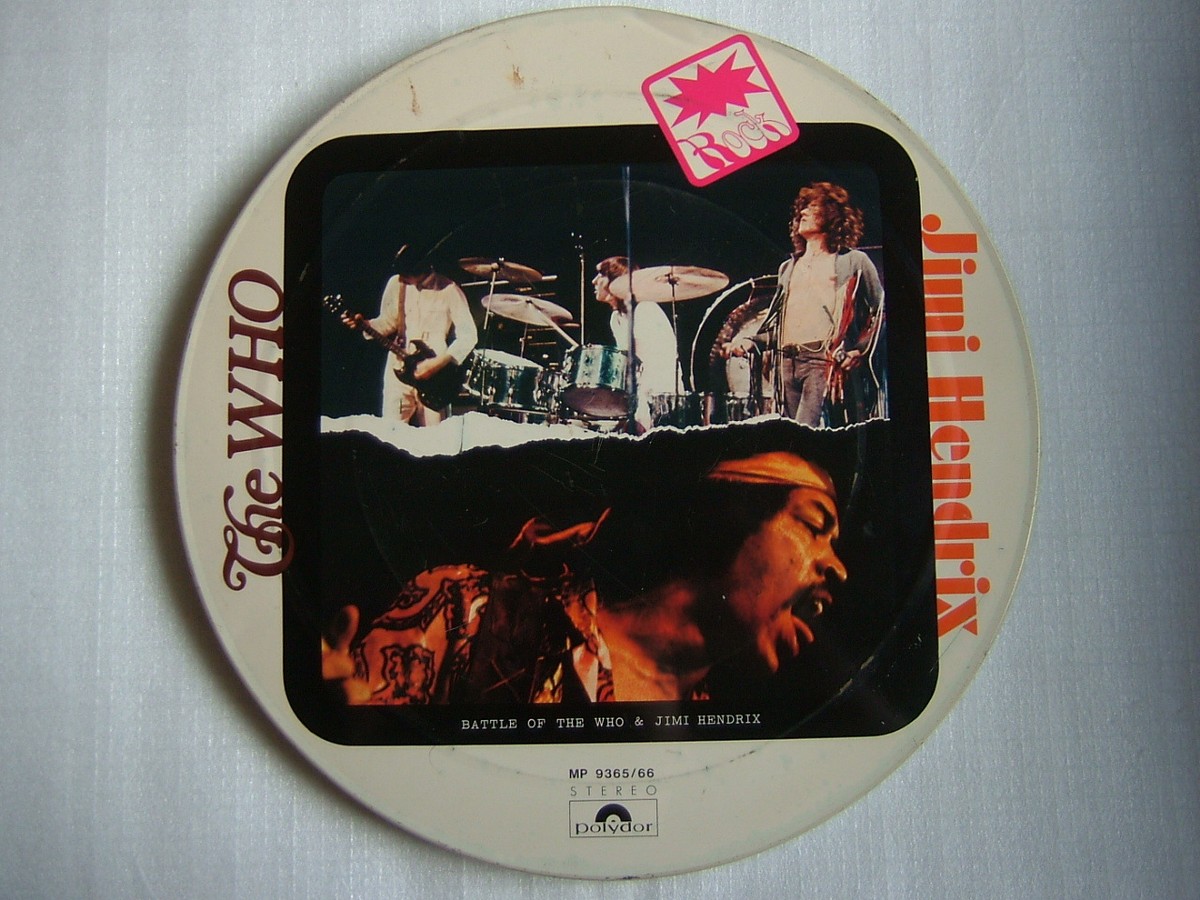 Rock
The WHO
Jimi Hendrix
BATTLE OF THE WHO & JIMI HENDRIX
MP 9365/66
STEREO
polydor